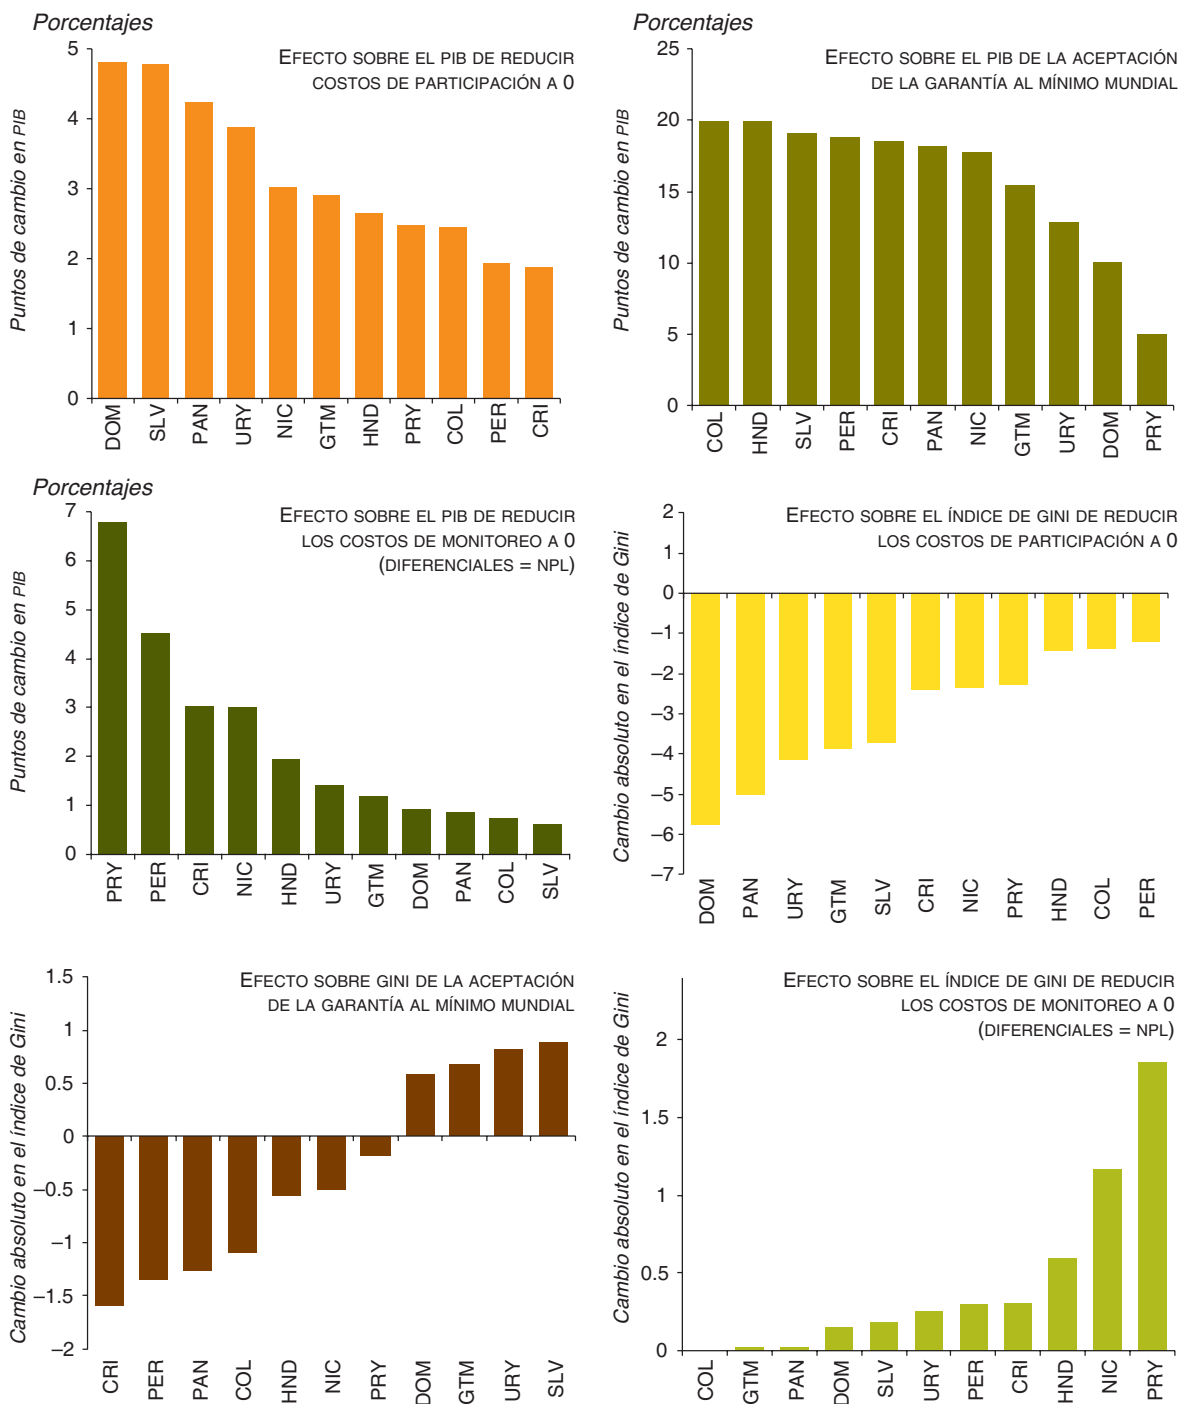 Porcentajes
EFECTO SOBRE EL PIB DE REDUCIR
COSTOS DE PARTICIPACIÓN A 0
Puntos de cambio en PIB
5
4
3
2
1
0
DOM SLV PAN URY NIC GTM HND PRY COL PER CRI
Porcentajes
EFECTO SOBRE EL PIB DE LA ACEPTACIÓN
DE LA GARANTÍA AL MÍNIMO MUNDIAL
Puntos de cambio en PIB
25
20
15
10
5
0
COL HND SLV PER CRI PAN NIC GTM URY DOM PRY
Porcentajes
EFECTO SOBRE EL PIB DE REDUCIR
LOS COSTOS DE MONITOREO A 0
(DIFERENCIALES = NPL)
Puntos de cambio en PIB
7
6
5
4
3
2
1
0
PRY PER CRI NIC HND URY GTM DOM PAN COL SLV
EFECTO SOBRE EL ÍNDICE DE GINI DE REDUCIR
LOS COSTOS DE PARTICIPACIÓN A 0
Cambio absoluto en el índice de Gini
2
1
0
–1
–2
–3
–4
–5
–6
–7
DOM PAN URY GTM SLV CRI NIC PRY HND COL PER
EFECTO SOBRE GINI DE LA ACEPTACIÓN
DE LA GARANTÍA AL MÍNIMO MUNDIAL
Cambio absoluto en el índice de Gini
1.5
1
0.5
0
–0.5
–1
–1.5
–2
CRI PER PAN COL HND NIC PRY DOM GTM URY SLV
EFECTO SOBRE EL ÍNDICE DE GINI DE REDUCIR
LOS COSTOS DE MONITOREO A 0
(DIFERENCIALES = NPL)
Cambio absoluto en el índice de Gini
2
1.5
1
0.5
0
COL GTM PAN DOM SLV URY PER CRI HND NIC PRY